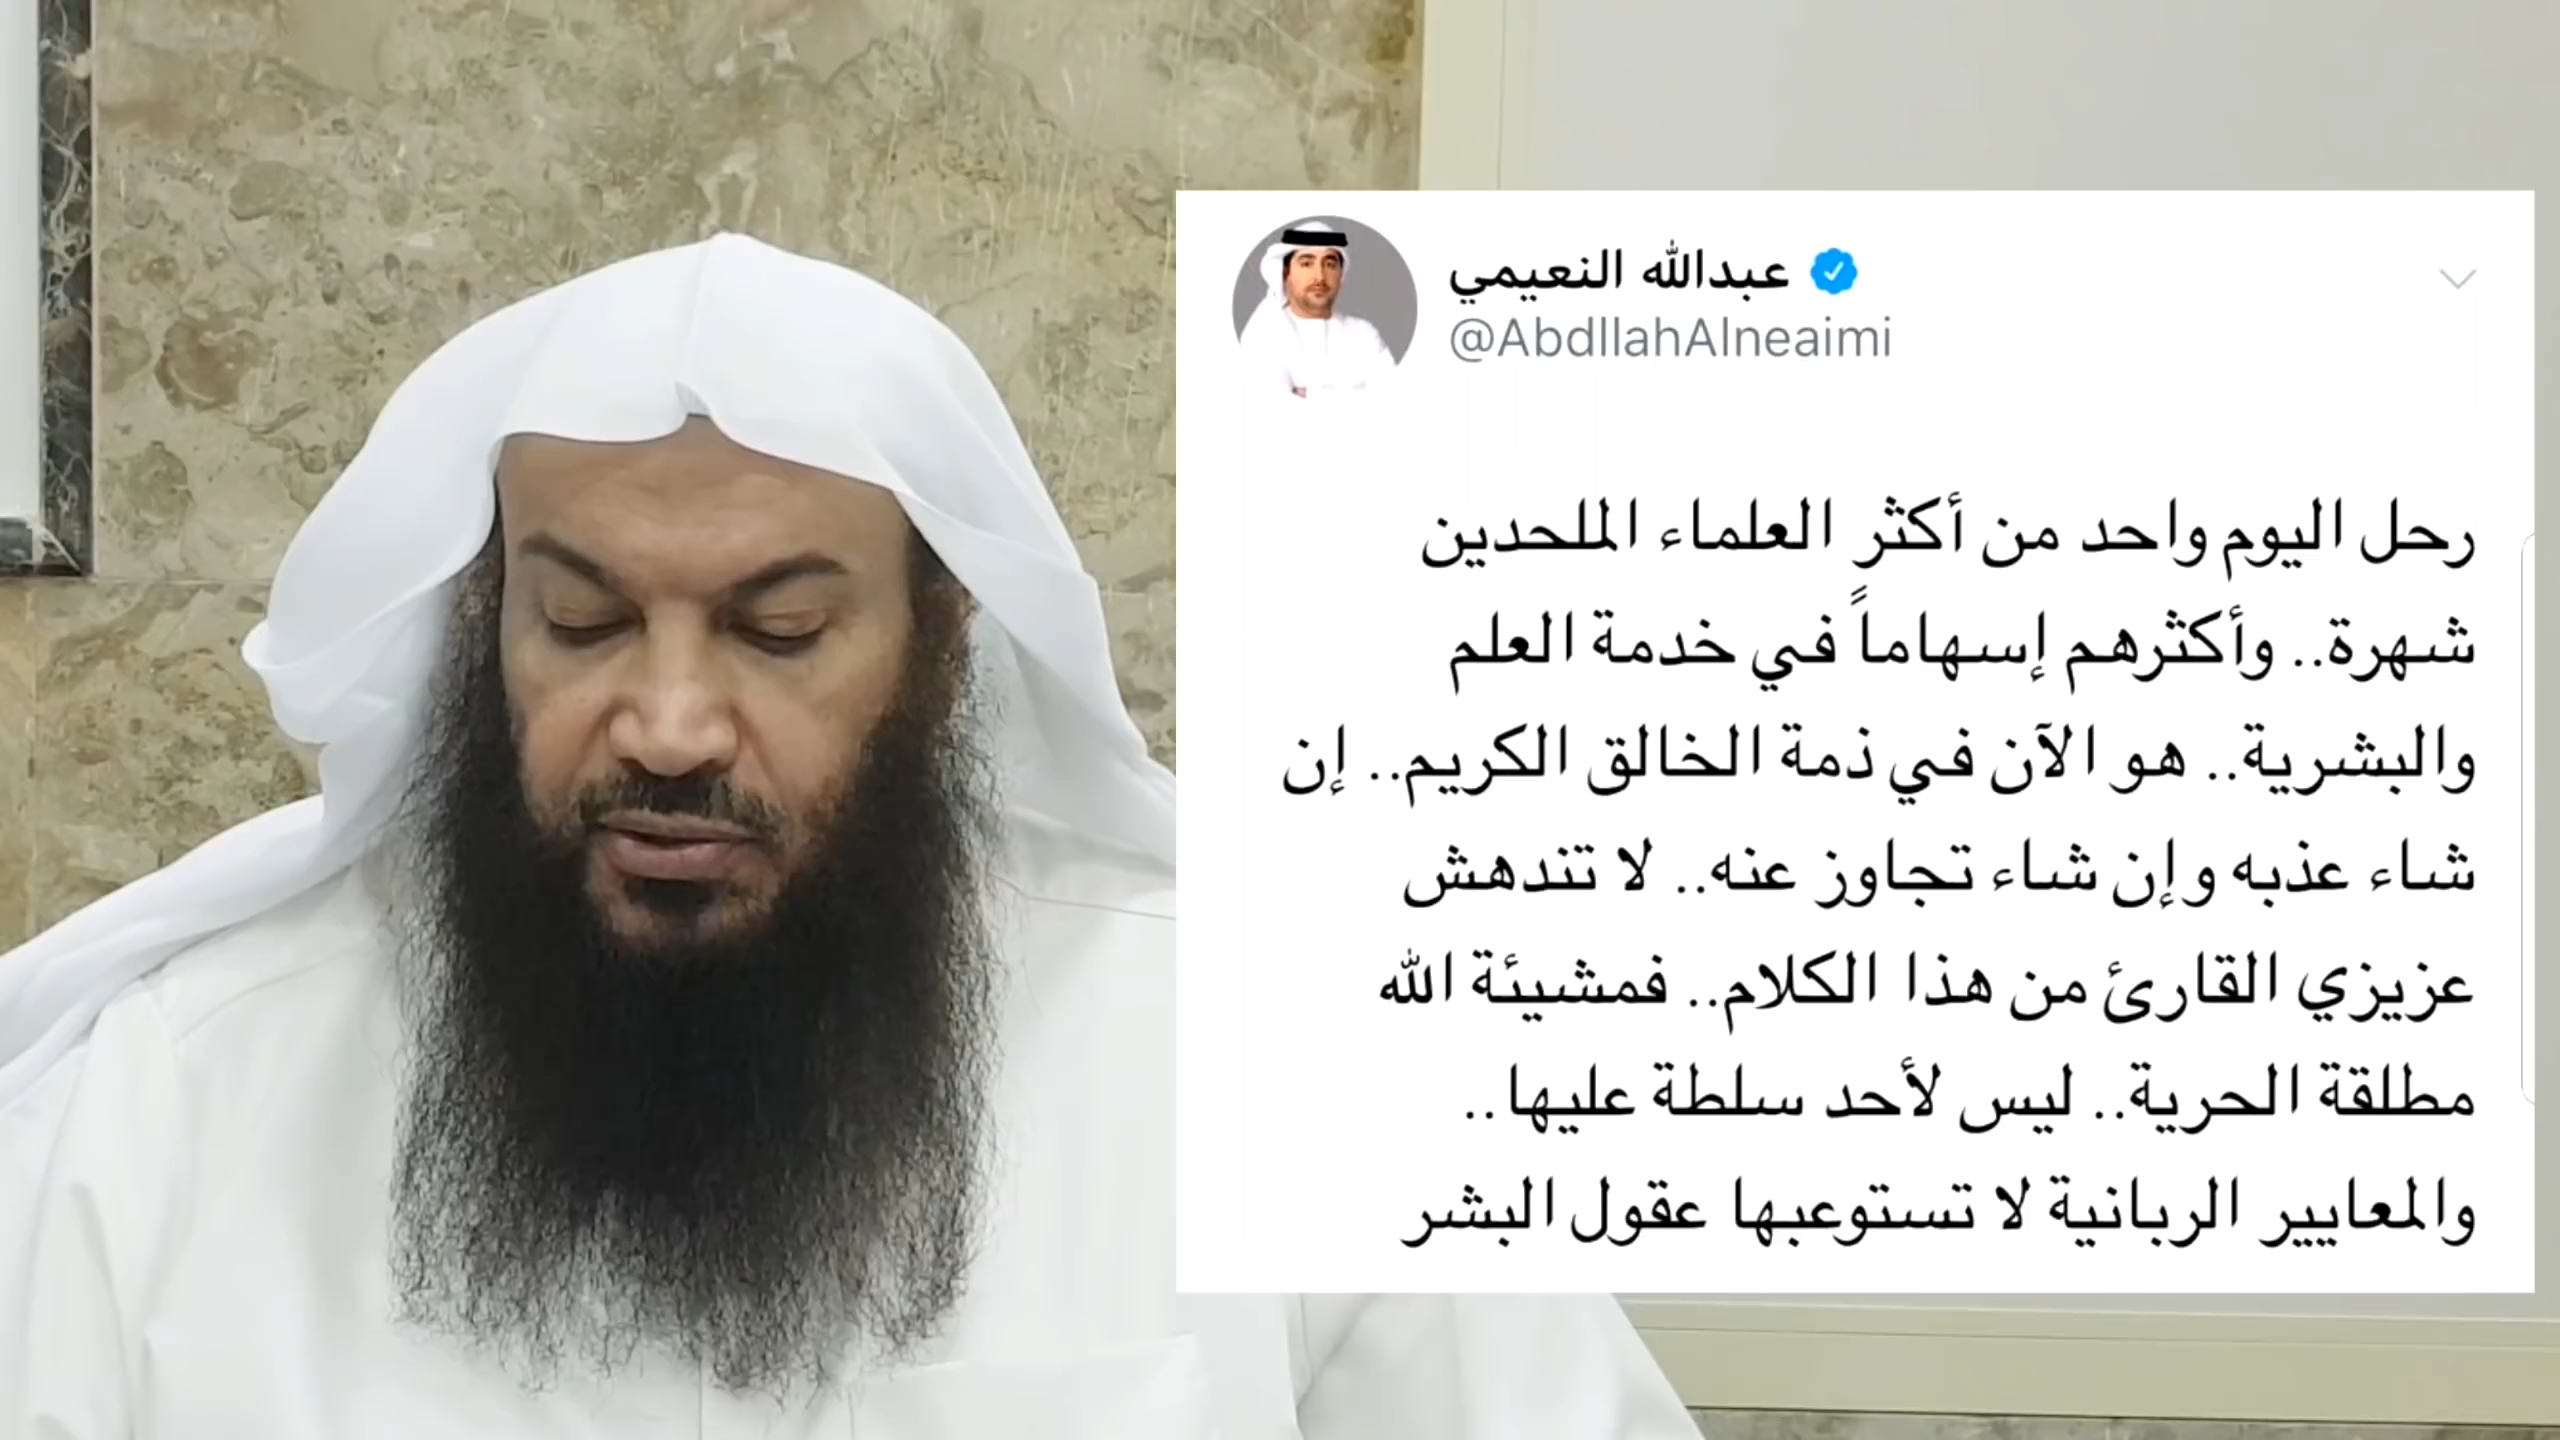 عبدالله النعيمي
@AbdllahAlneaimi
رحل اليوم واحد من أكثر العلماء الملحدين
شهرة.. وأكثرهم إسهاماً في خدمة العلم
والبشرية.. هو الآن في ذمة الخالق الكريم.. إن
شاء عذبه وإن شاء تجاوز عنه.. لا تندهش
عزيزي القارئ من هذا الكلام.. فمشيئة الله
مطلقة الحرية.. ليس لأحد سلطة عليها..
والمعايير الربانية لا تستوعبها عقول البشر